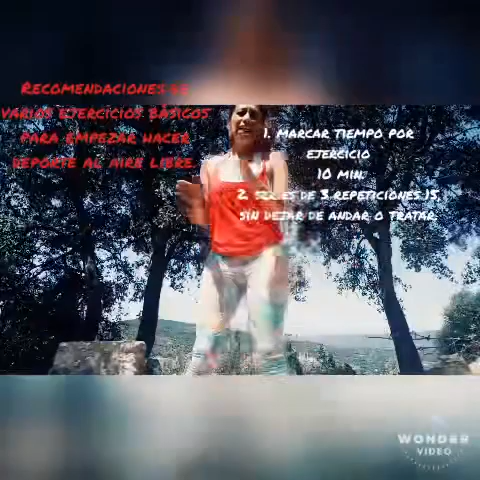 RECOMENDACIONES DE
VARIOS EJERCICIOS BÁSICOS
PARA EMPEZAR HACER
DEPORTE AL AIRE LIBRE.
1. MARCAR TIEMPO POR
EJERCICIO
10 MIN.
2. SERIES DE 3 REPETICIONES 15,
SIN DEJAR DE ANDAR O TRATAR.
WONDER
VIDEO